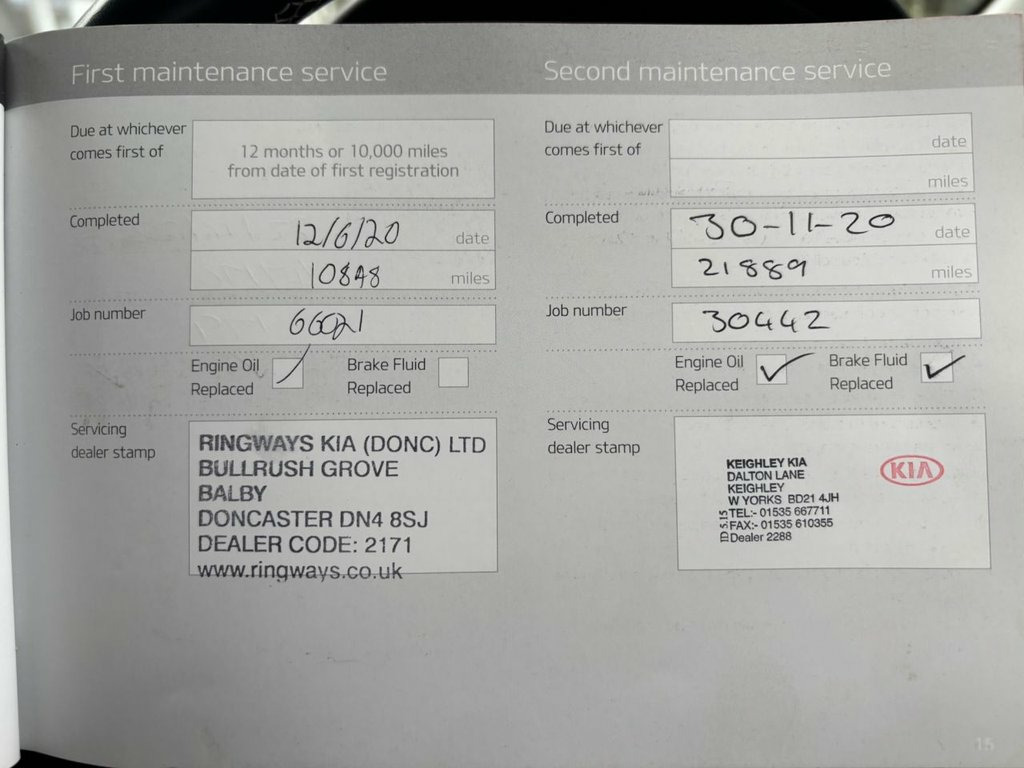 First maintenance service
Due at whichever
comes first of
12 months or 10,000 miles
from date of first registration
Completed
12/6/20 date
10848 miles
Job number
66021
Engine Oil
Replaced
Brake Fluid
Replaced
Servicing
dealer stamp
RINGWAYS KIA (DONC) LTD
BULLRUSH GROVE
BALBY
DONCASTER DN4 8SJ
DEALER CODE: 2171
www.ringways.co.uk
Second maintenance service
Due at whichever
comes first of
date
miles
Completed
30-11-20 date
21889 miles
Job number
30442
Engine Oil
Replaced
Brake Fluid
Replaced
Servicing
dealer stamp
KEIGHLEY KIA
DALTON LANE
KEIGHLEY
W YORKS BD21 4JH
TEL:- 01535 667711
FAX:- 01535 610355
Dealer 2288
KIA
15